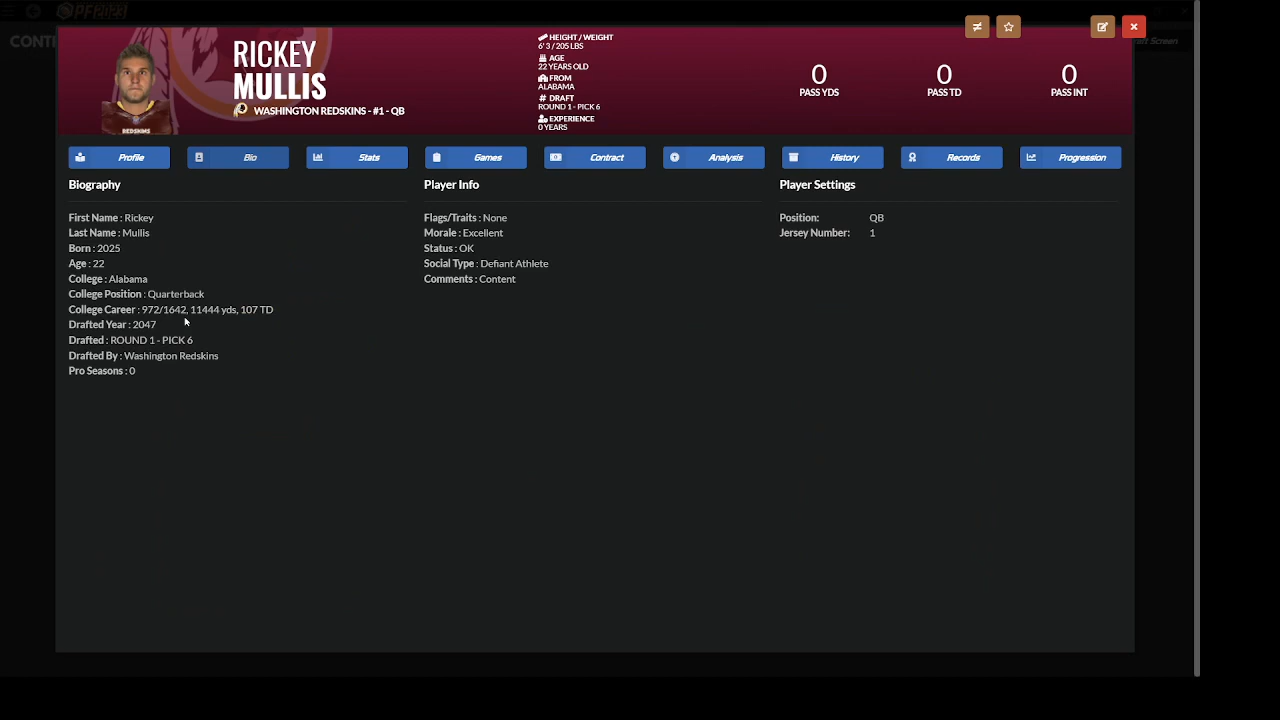 PF2023
CONT
RICKEY
MULLIS
WASHINGTON REDSKINS - #1 - QB
REDSKINS
HEIGHT / WEIGHT
6' 3 / 205 LBS
AGE
22 YEARS OLD
FROM
ALABAMA
DRAFT
ROUND 1 - PICK 6
EXPERIENCE
0 YEARS
0
PASS YDS
0
PASS TD
0
PASS INT
Screen
Profile
Bio
Stats
Games
Contract
Analysis
History
Records
Progression
Biography
First Name : Rickey
Last Name : Mullis
Born : 2025
Age : 22
College : Alabama
College Position : Quarterback
College Career : 972/1642, 11444 yds, 107 TD
Drafted Year : 2047
Drafted : ROUND 1 - PICK 6
Drafted By : Washington Redskins
Pro Seasons : 0
Player Info
Flags/Traits : None
Morale : Excellent
Status : OK
Social Type : Defiant Athlete
Comments : Content
Player Settings
Position: QB
Jersey Number: 1